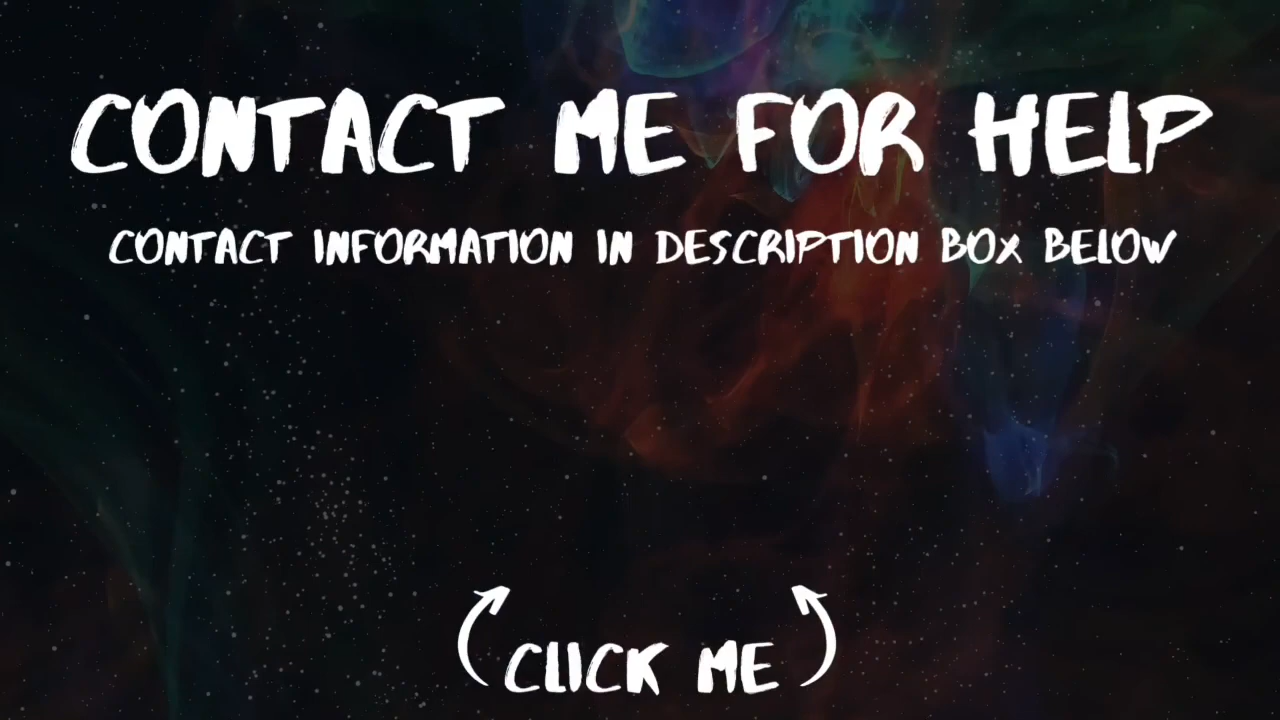 CONTACT ME FOR HELP
CONTACT INFORMATION IN DESCRIPTION BOX BELOW
CLICK ME